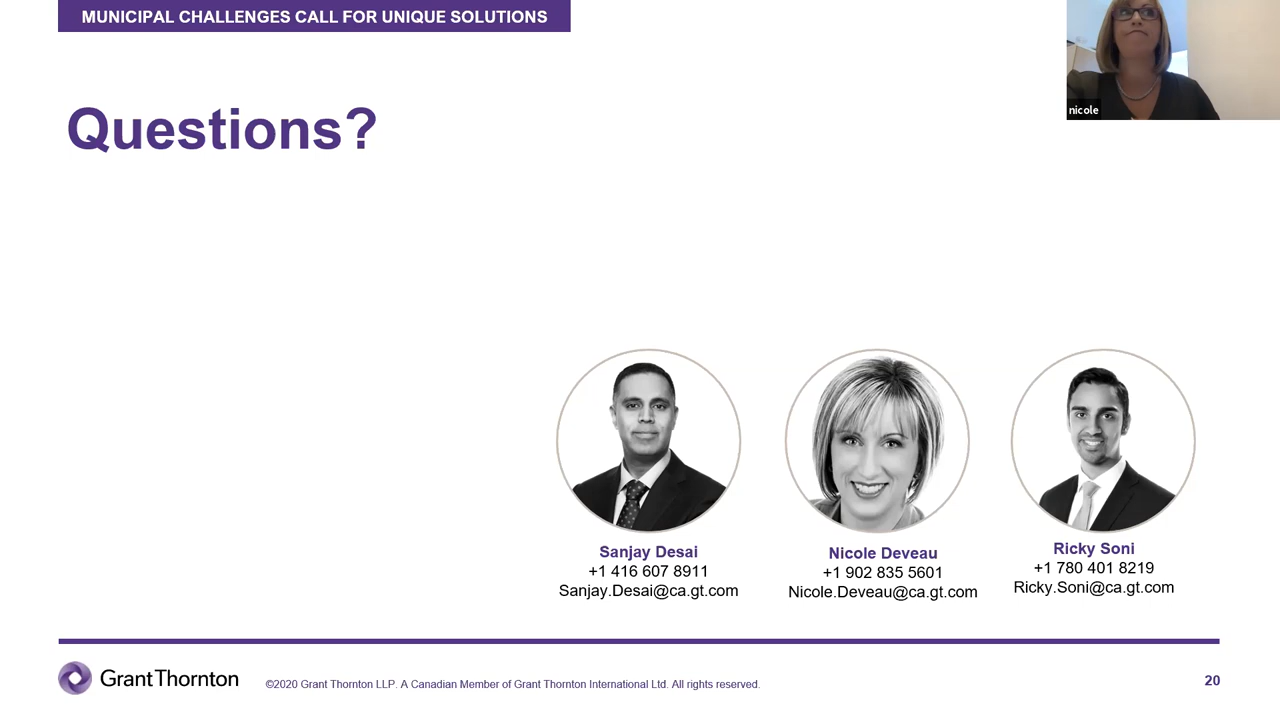 MUNICIPAL CHALLENGES CALL FOR UNIQUE SOLUTIONS
nicole
Questions?
Sanjay Desai
+1 416 607 8911
Sanjay.Desai@ca.gt.com
Nicole Deveau
+1 902 835 5601
Nicole.Deveau@ca.gt.com
Ricky Soni
+1 780 401 8219
Ricky.Soni@ca.gt.com
Grant Thornton
©2020 Grant Thornton LLP. A Canadian Member of Grant Thornton International Ltd. All rights reserved.
20